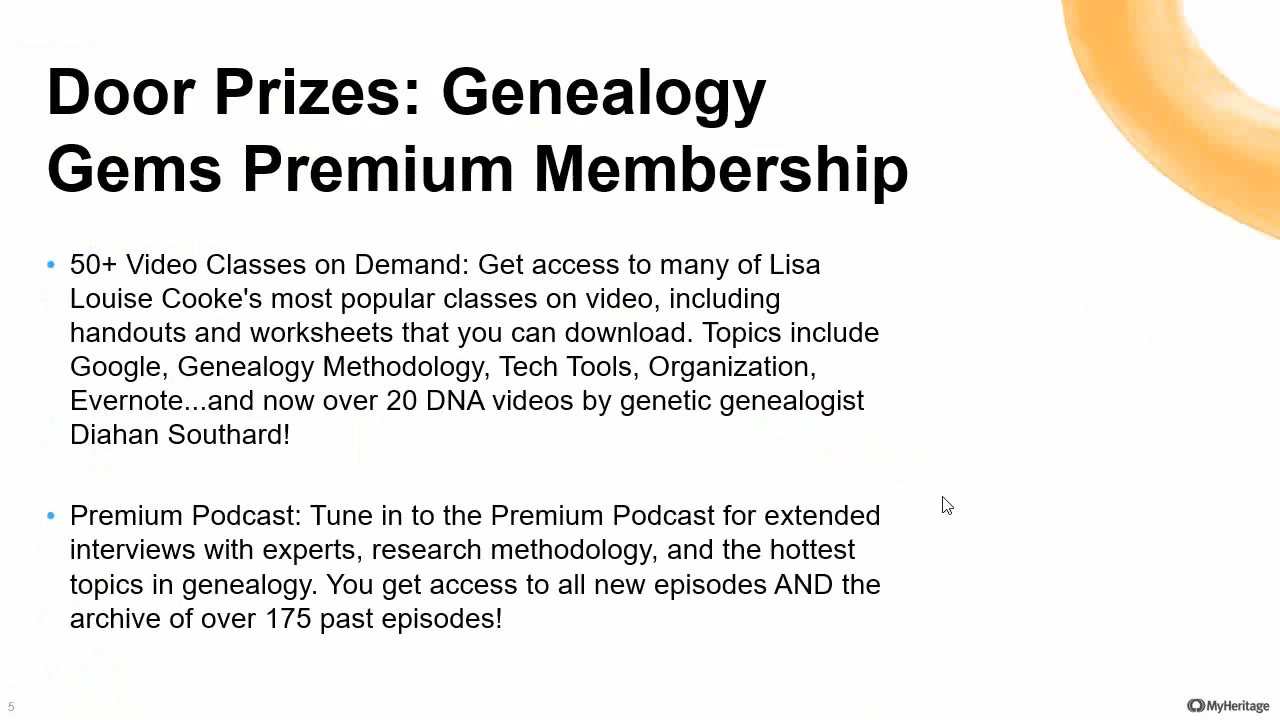 Door Prizes: Genealogy
Gems Premium Membership
• 50+ Video Classes on Demand: Get access to many of Lisa
Louise Cooke's most popular classes on video, including
handouts and worksheets that you can download. Topics include
Google, Genealogy Methodology, Tech Tools, Organization,
Evernote...and now over 20 DNA videos by genetic genealogist
Diahan Southard!
• Premium Podcast: Tune in to the Premium Podcast for extended
interviews with experts, research methodology, and the hottest
topics in genealogy. You get access to all new episodes AND the
archive of over 175 past episodes!
5
MyHeritage